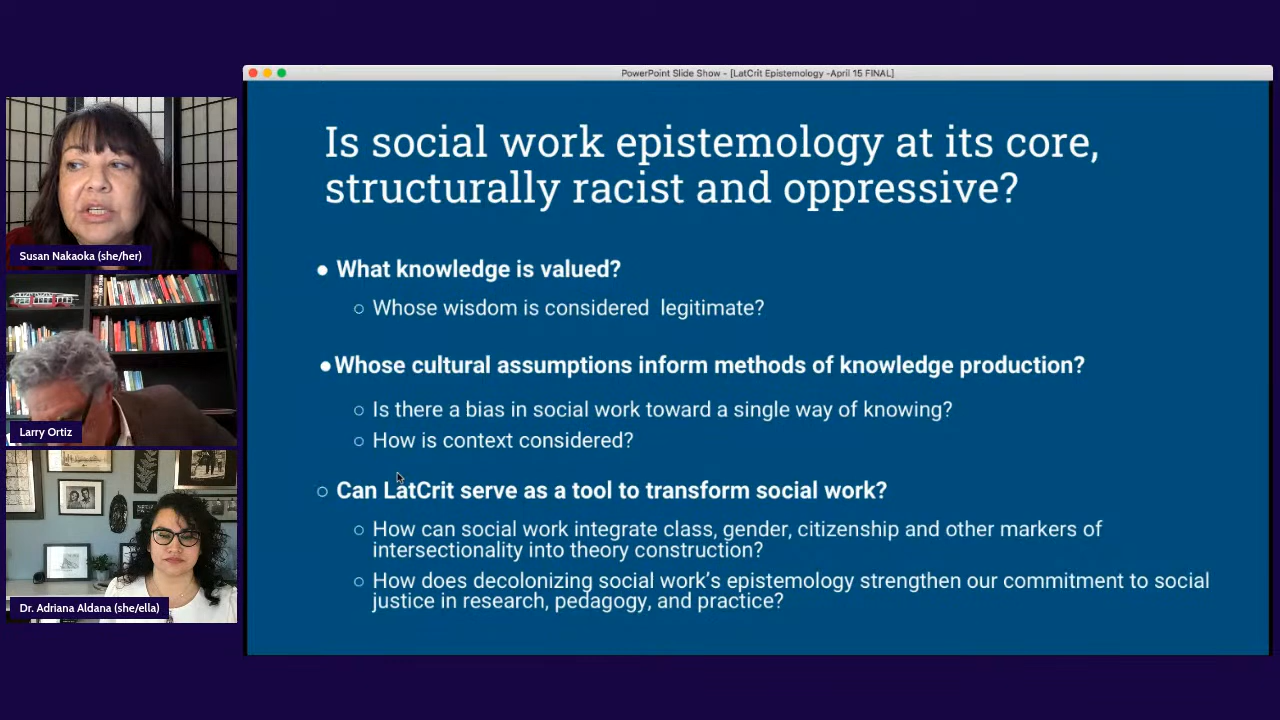 PowerPoint Slide Show - [LatCrit Epistemology -April 15 FINAL]
Is social work epistemology at its core,
structurally racist and oppressive?
● What knowledge is valued?
○ Whose wisdom is considered  legitimate?
●Whose cultural assumptions inform methods of knowledge production?
○ Is there a bias in social work toward a single way of knowing?
○ How is context considered?
○ Can LatCrit serve as a tool to transform social work?
○ How can social work integrate class, gender, citizenship and other markers of
intersectionality into theory construction?
○ How does decolonizing social work's epistemology strengthen our commitment to social
justice in research, pedagogy, and practice?
Susan Nakaoka (she/her)
Larry Ortiz
Dr. Adriana Aldana (she/ella)